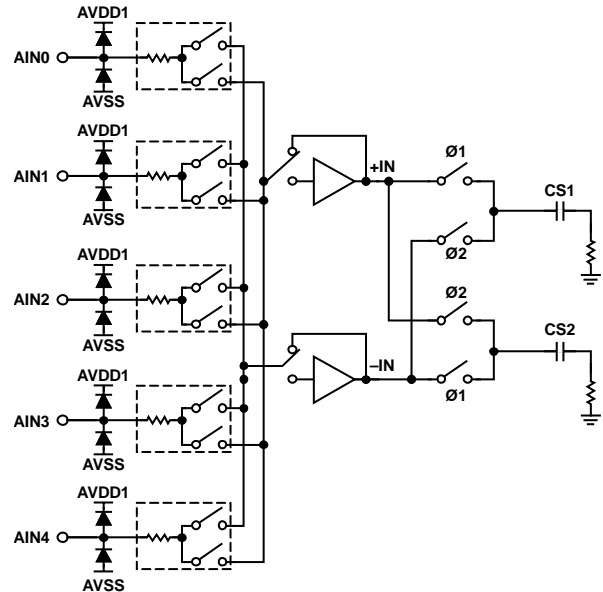 AVDD1
AIN0
AVSS
AVDD1
AIN1
AVSS
+IN
Ø1
CS1
Ø2
AVDD1
AIN2
AVSS
Ø2
CS2
–IN
Ø1
AVDD1
AIN3
AVSS
AVDD1
AIN4
AVSS